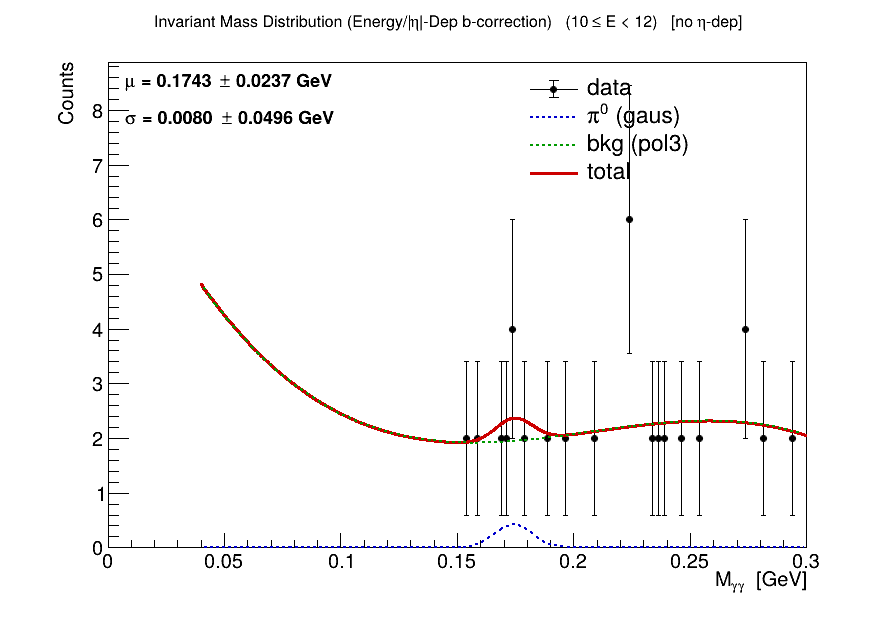 Invariant Mass Distribution (Energy/|η|-Dep b-correction) (10 ≤ E < 12) [no η-dep]
Counts
μ = 0.1743 ± 0.0237 GeV
σ = 0.0080 ± 0.0496 GeV
data
π⁰ (gaus)
bkg (pol3)
total
8
7
6
5
4
3
2
1
0
0 0.05 0.1 0.15 0.2 0.25 0.3
Mγγ [GeV]